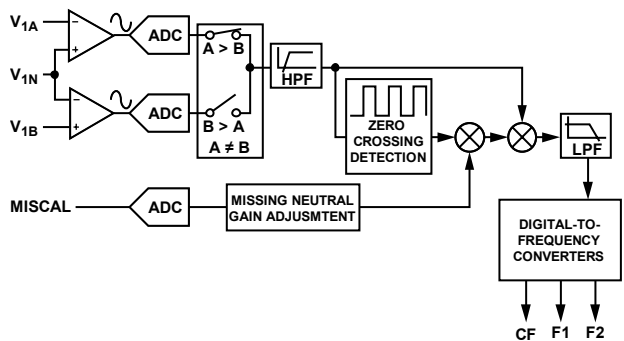 V1A
−
+
ADC
A > B
V1N
HPF
−
+
ADC
B > A
A ≠ B
V1B
ZERO
CROSSING
DETECTION
LPF
MISCAL
ADC
MISSING NEUTRAL
GAIN ADJUSMTENT
DIGITAL-TO-
FREQUENCY
CONVERTERS
CF F1 F2